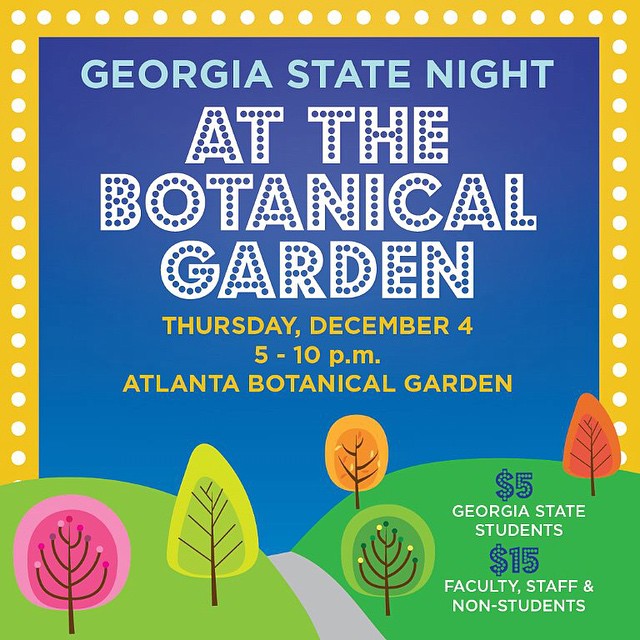 GEORGIA STATE NIGHT
AT THE
BOTANICAL
GARDEN
THURSDAY, DECEMBER 4
5 - 10 p.m.
ATLANTA BOTANICAL GARDEN
$5
GEORGIA STATE
STUDENTS
$15
FACULTY, STAFF &
NON-STUDENTS